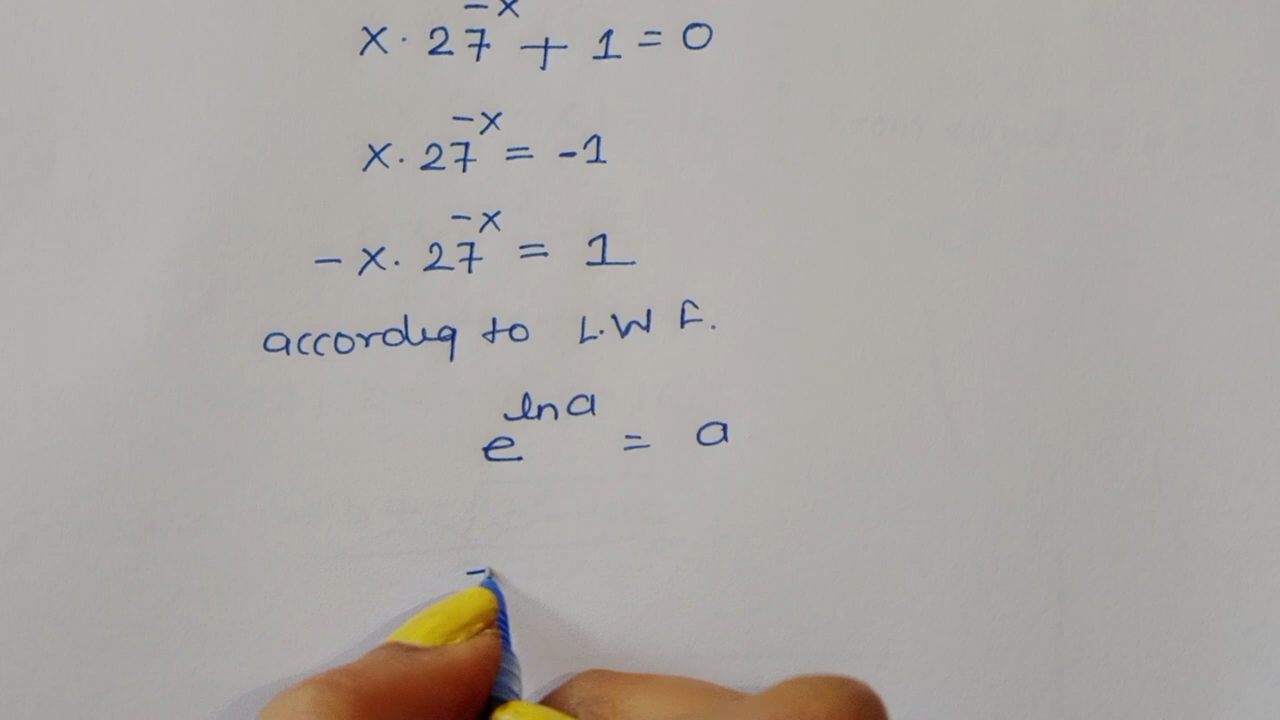 x · 27^-x + 1 = 0
x · 27^-x = -1
- x · 27^-x = 1
accordig to L.W F.
e^ln a = a
-